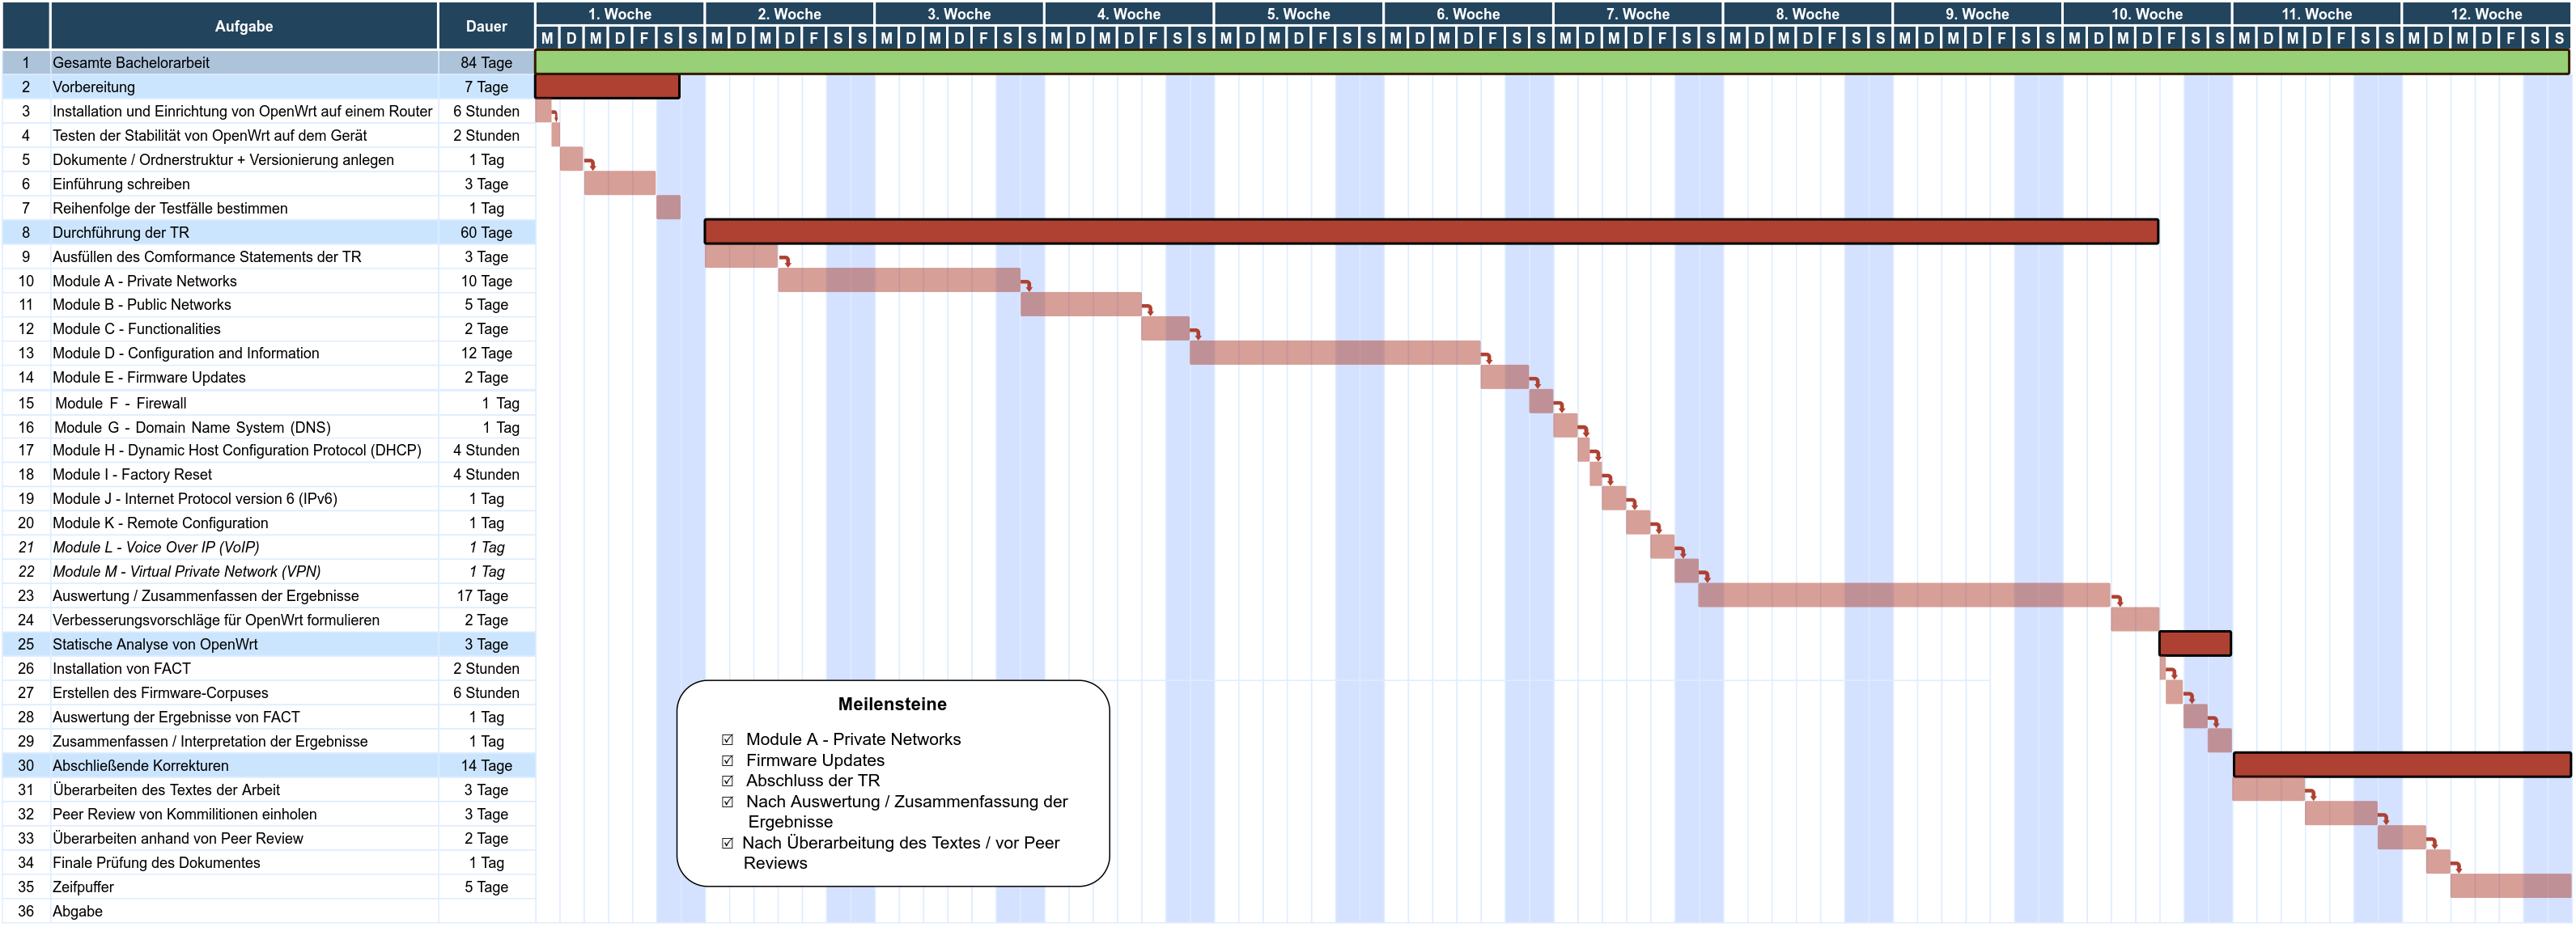 Aufgabe Dauer 1. Woche 2. Woche 3. Woche 4. Woche 5. Woche 6. Woche 7. Woche 8. Woche 9. Woche 10. Woche 11. Woche 12. Woche
M D M D F S S M D M D F S S M D M D F S S M D M D F S S M D M D F S S M D M D F S S M D M D F S S M D M D F S S M D M D F S S M D M D F S S M D M D F S S M D M D F S S
1 Gesamte Bachelorarbeit 84 Tage
2 Vorbereitung 7 Tage
3 Installation und Einrichtung von OpenWrt auf einem Router 6 Stunden
4 Testen der Stabilität von OpenWrt auf dem Gerät 2 Stunden
5 Dokumente / Ordnerstruktur + Versionierung anlegen 1 Tag
6 Einführung schreiben 3 Tage
7 Reihenfolge der Testfälle bestimmen 1 Tag
8 Durchführung der TR 60 Tage
9 Ausfüllen des Comformance Statements der TR 3 Tage
10 Module A - Private Networks 10 Tage
11 Module B - Public Networks 5 Tage
12 Module C - Functionalities 2 Tage
13 Module D - Configuration and Information 12 Tage
14 Module E - Firmware Updates 2 Tage
15 Module F - Firewall 1 Tag
16 Module G - Domain Name System (DNS) 1 Tag
17 Module H - Dynamic Host Configuration Protocol (DHCP) 4 Stunden
18 Module I - Factory Reset 4 Stunden
19 Module J - Internet Protocol version 6 (IPv6) 1 Tag
20 Module K - Remote Configuration 1 Tag
21 Module L - Voice Over IP (VoIP) 1 Tag
22 Module M - Virtual Private Network (VPN) 1 Tag
23 Auswertung / Zusammenfassen der Ergebnisse 17 Tage
24 Verbesserungsvorschläge für OpenWrt formulieren 2 Tage
25 Statische Analyse von OpenWrt 3 Tage
26 Installation von FACT 2 Stunden
27 Erstellen des Firmware-Corpuses 6 Stunden
28 Auswertung der Ergebnisse von FACT 1 Tag
29 Zusammenfassen / Interpretation der Ergebnisse 1 Tag
30 Abschließende Korrekturen 14 Tage
31 Überarbeiten des Textes der Arbeit 3 Tage
32 Peer Review von Kommilitionen einholen 3 Tage
33 Überarbeiten anhand von Peer Review 2 Tage
34 Finale Prüfung des Dokumentes 1 Tag
35 Zeifpuffer 5 Tage
36 Abgabe
Meilensteine
☑ Module A - Private Networks
☑ Firmware Updates
☑ Abschluss der TR
☑ Nach Auswertung / Zusammenfassung der
Ergebnisse
☑ Nach Überarbeitung des Textes / vor Peer
Reviews